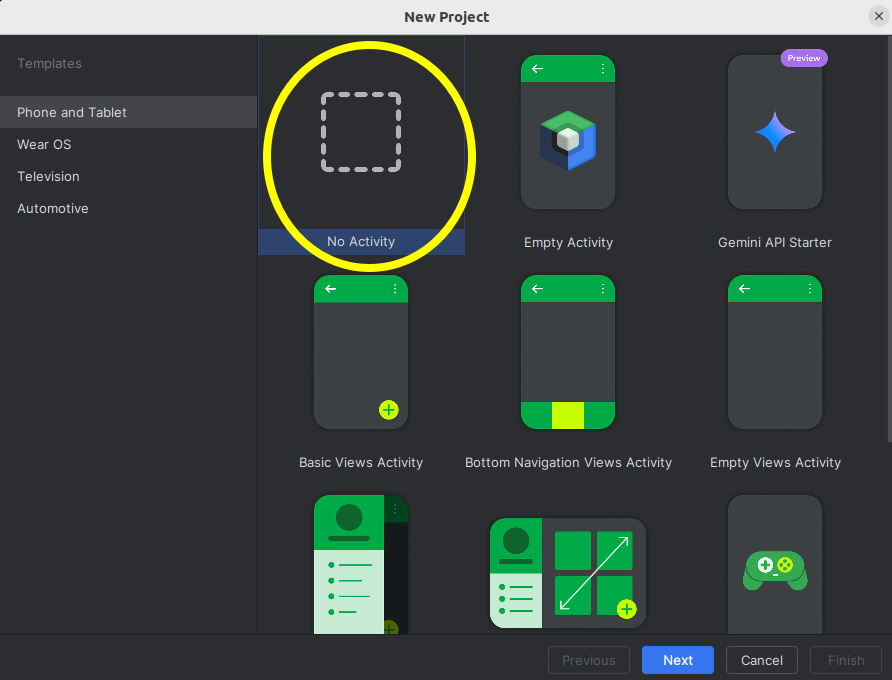 New Project
Templates
Phone and Tablet
Wear OS
Television
Automotive
No Activity
Empty Activity
Preview
Gemini API Starter
Basic Views Activity
Bottom Navigation Views Activity
Empty Views Activity
Previous
Next
Cancel
Finish